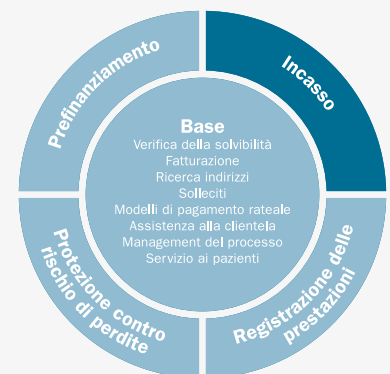 Prefinanziamento
Incasso
Base
Verifica della solvibilità
Fatturazione
Ricerca indirizzi
Solleciti
Modelli di pagamento rateale
Assistenza alla clientela
Management del processo
Servizio ai pazienti
Protezione contro
rischio di perdite
Registrazione delle
prestazioni